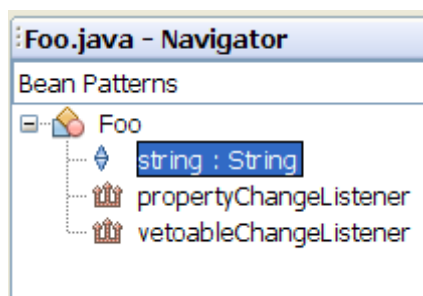 Foo.java - Navigator
Bean Patterns
Foo
string : String
propertyChangeListener
vetoableChangeListener